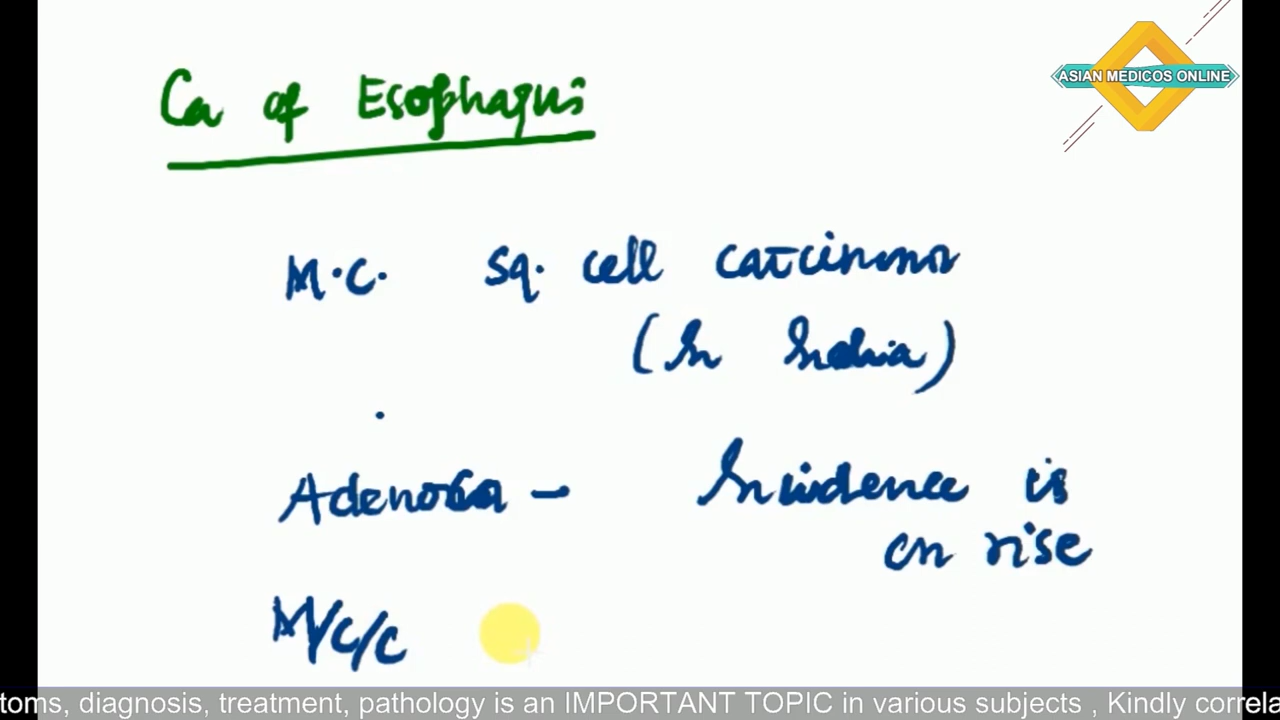 Ca of Esophagus
ASIAN MEDICOS ONLINE
M.C. Sq. cell carcinoma
(In India)
Adenoca - Incidence is
on rise
M/C/C
toms, diagnosis, treatment, pathology is an IMPORTANT TOPIC in various subjects , Kindly correla